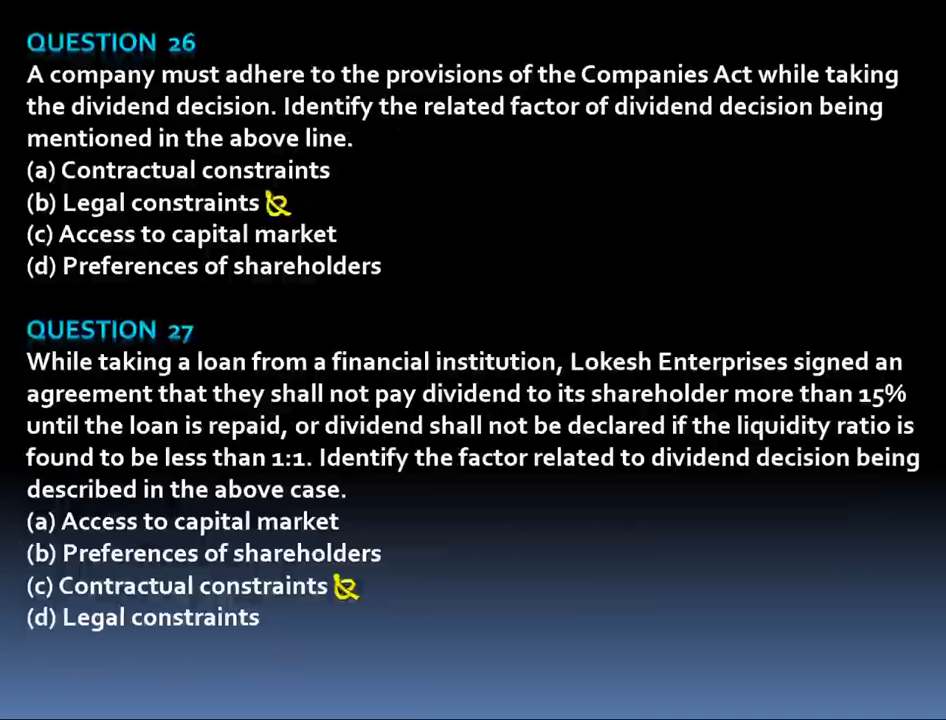 QUESTION 26
A company must adhere to the provisions of the Companies Act while taking
the dividend decision. Identify the related factor of dividend decision being
mentioned in the above line.
(a) Contractual constraints
(b) Legal constraints
(c) Access to capital market
(d) Preferences of shareholders
QUESTION 27
While taking a loan from a financial institution, Lokesh Enterprises signed an
agreement that they shall not pay dividend to its shareholder more than 15%
until the loan is repaid, or dividend shall not be declared if the liquidity ratio is
found to be less than 1:1. Identify the factor related to dividend decision being
described in the above case.
(a) Access to capital market
(b) Preferences of shareholders
(c) Contractual constraints
(d) Legal constraints